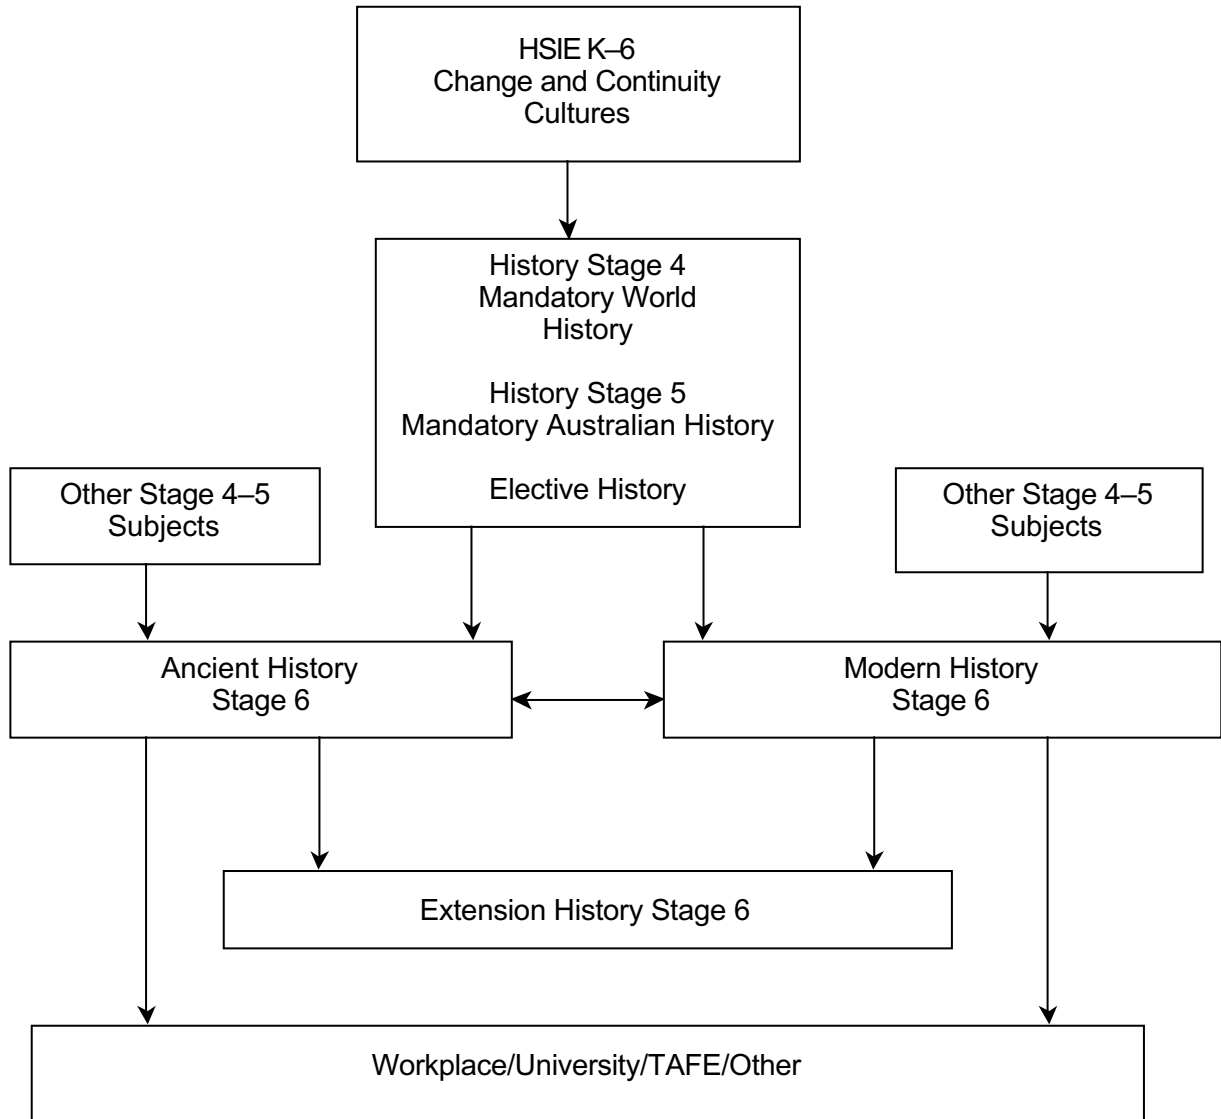 HSIE K–6
Change and Continuity
Cultures
History Stage 4
Mandatory World
History
History Stage 5
Mandatory Australian History
Elective History
Other Stage 4–5
Subjects
Other Stage 4–5
Subjects
Ancient History
Stage 6
Modern History
Stage 6
Extension History Stage 6
Workplace/University/TAFE/Other